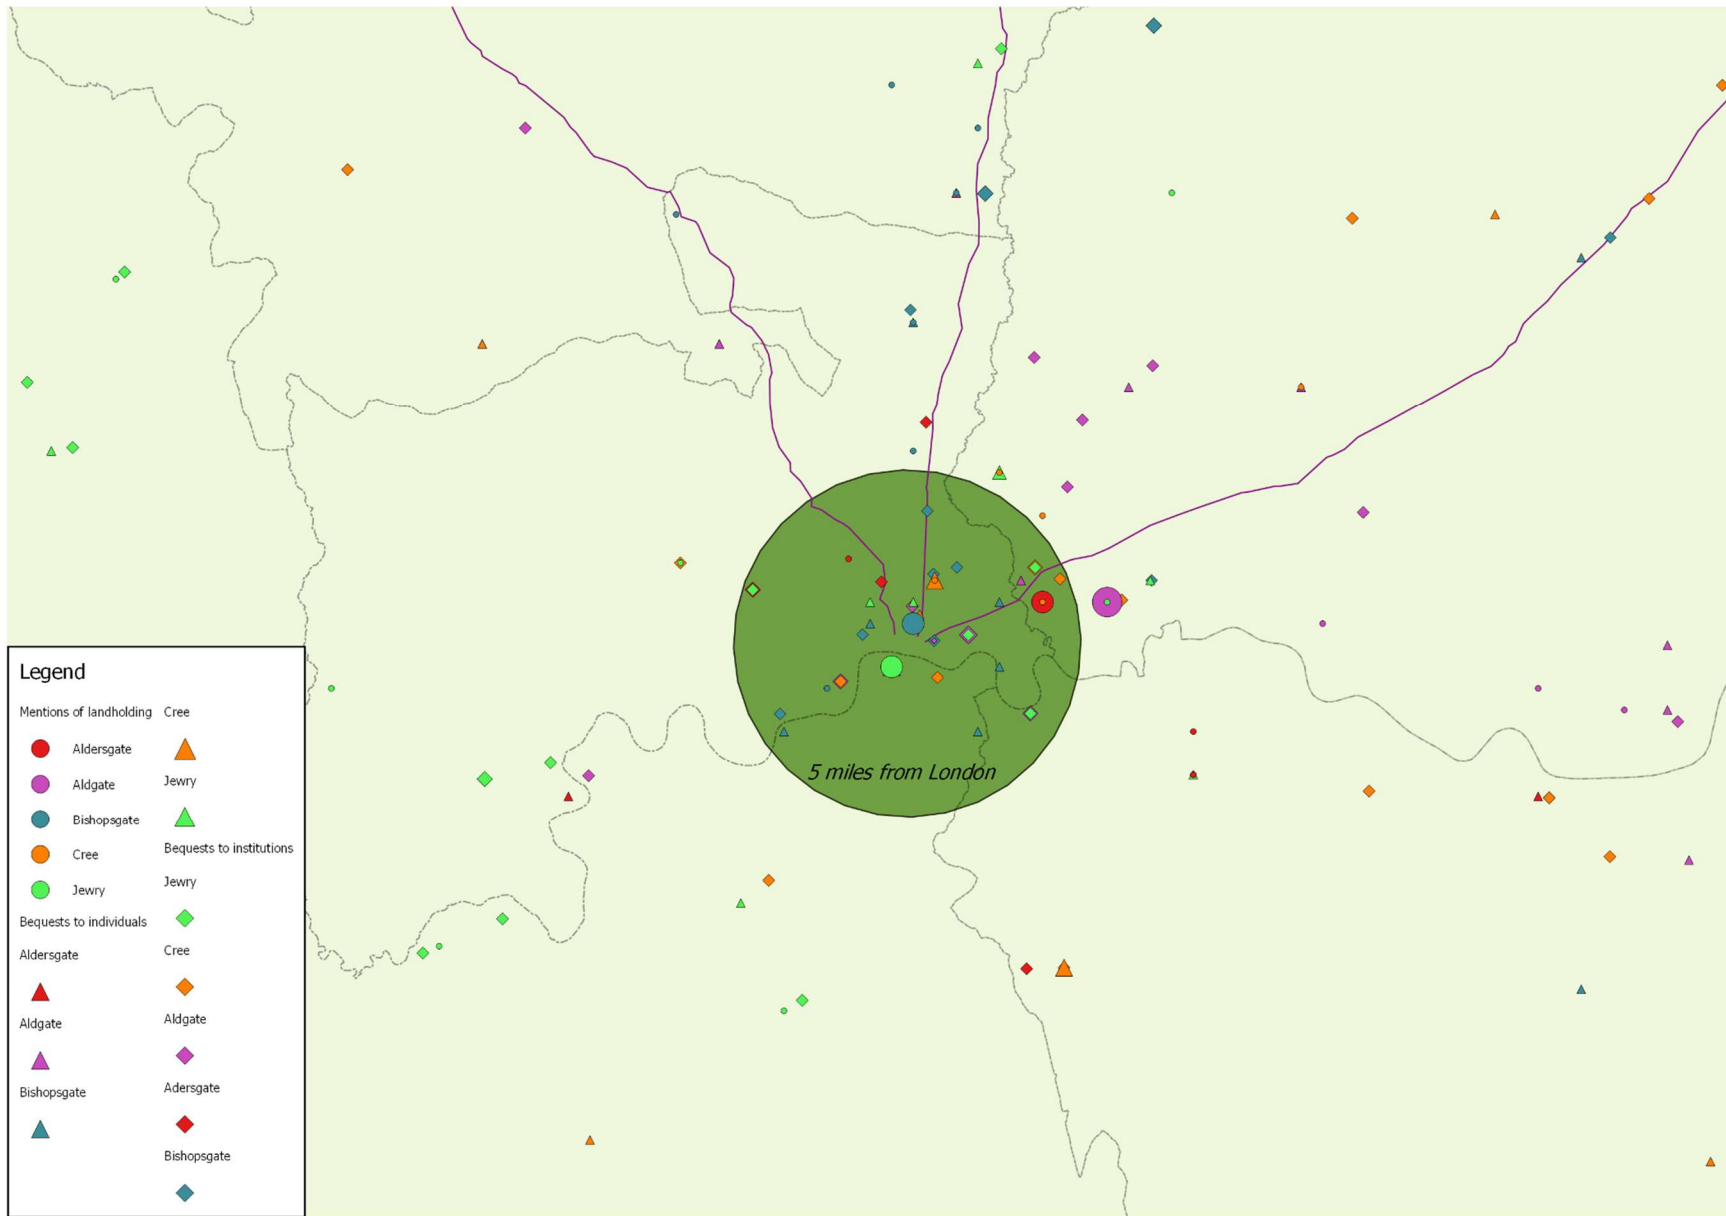 5 miles from London
Legend
Mentions of landholding
Aldersgate
Aldgate
Bishopsgate
Cree
Jewry
Bequests to individuals
Aldersgate
Aldgate
Bishopsgate
Cree
Jewry
Bequests to institutions
Jewry
Cree
Aldgate
Adersgate
Bishopsgate